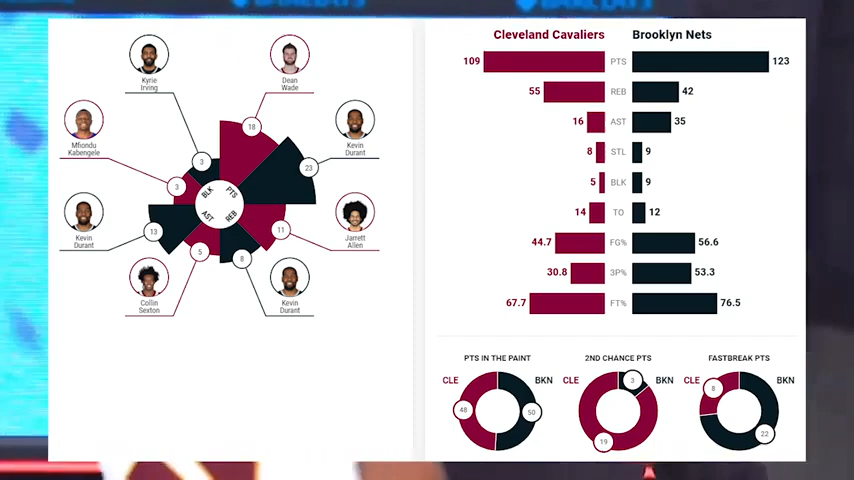 Kyrie
Irving
Dean
Wade
Mfiondu
Kabengele
Kevin
Durant
Kevin
Durant
Jarrett
Allen
Collin
Sexton
Kevin
Durant
18
23
3
3
13
11
5
8
BLK
PTS
AST
REB
Cleveland Cavaliers Brooklyn Nets
109 PTS 123
55 REB 42
16 AST 35
8 STL 9
5 BLK 9
14 TO 12
44.7 FG% 56.6
30.8 3P% 53.3
67.7 FT% 76.5
PTS IN THE PAINT
CLE BKN
48 50
2ND CHANCE PTS
CLE BKN
3
19
FASTBREAK PTS
CLE BKN
8
22